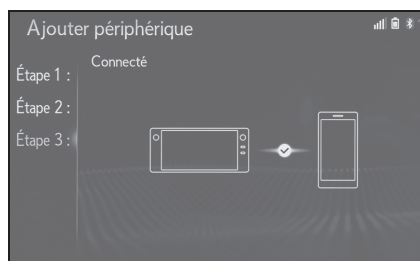 Ajouter périphérique
Connecté
Étape 1 :
Étape 2 :
Étape 3 :